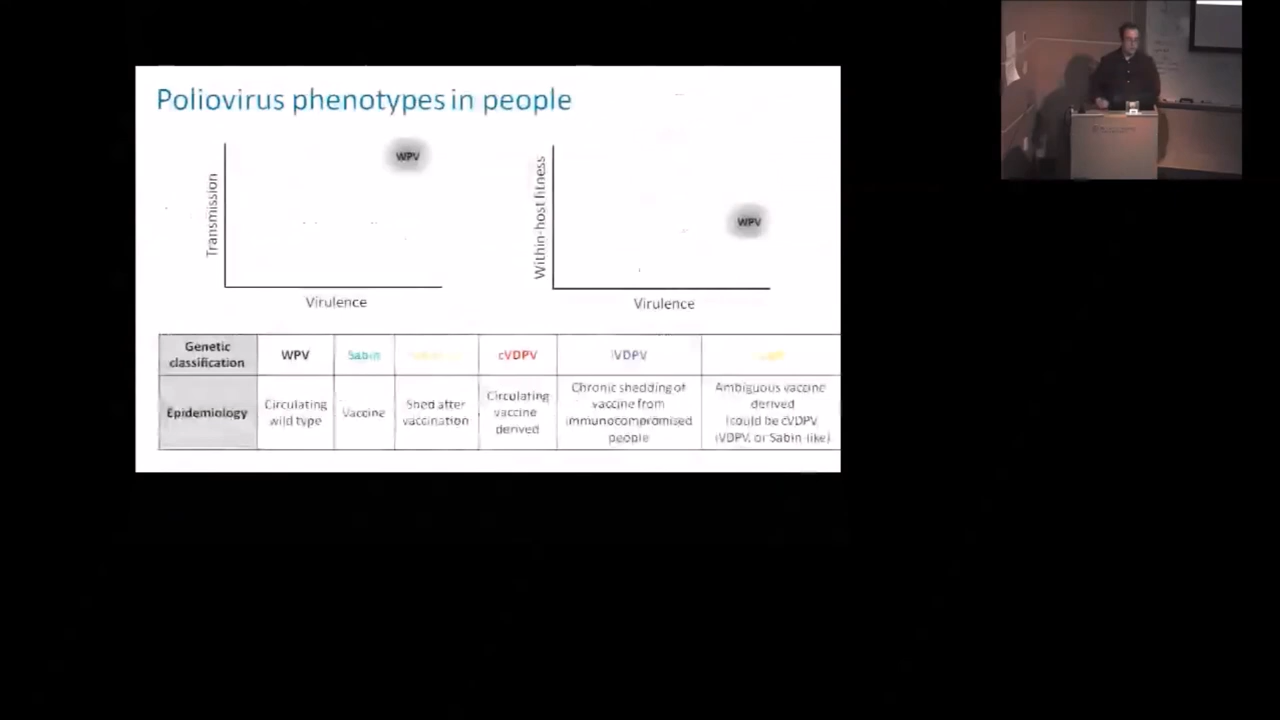 Poliovirus phenotypes in people
WPV
Transmission
Virulence
WPV
Within-host fitness
Virulence
Genetic
classification
WPV
Sabin
cVDPV
iVDPV
Epidemiology
Circulating
wild type
Vaccine
Shed after
vaccination
Circulating
vaccine
derived
Chronic shedding of
vaccine from
immunocompromised
people
Ambiguous vaccine
derived
(could be cVDPV
iVDPV, or Sabin like)